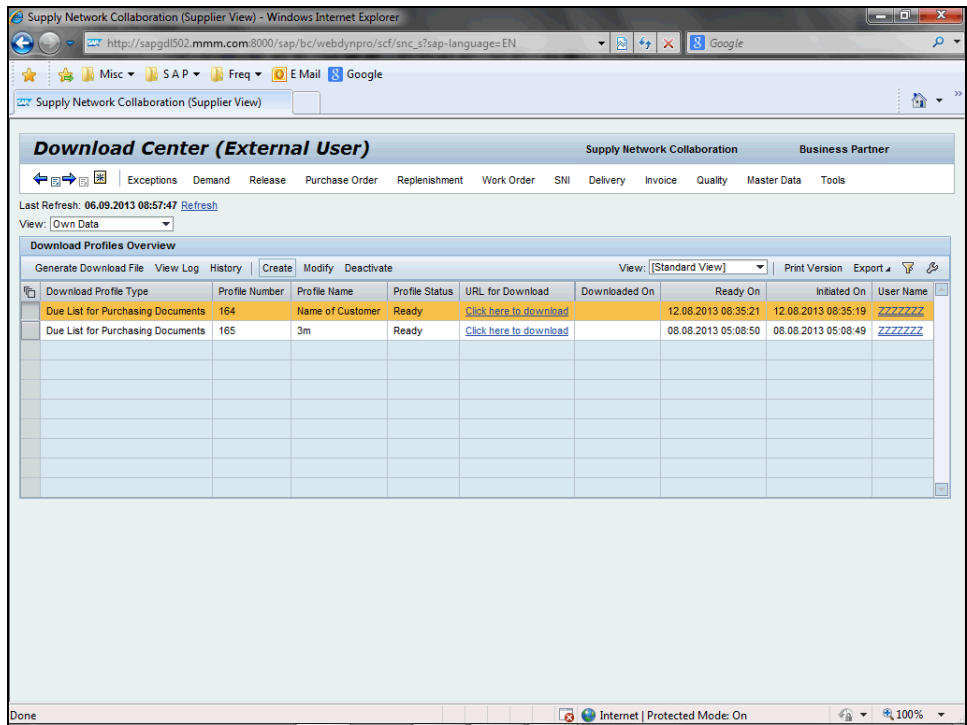 Supply Network Collaboration (Supplier View) - Windows Internet Explorer
http://sapgdl502.mmm.com:8000/sap/bc/webdynpro/scf/snc_s?sap-language=EN
Google
Misc SAP Freq E Mail Google
Supply Network Collaboration (Supplier View)
Download Center (External User) Supply Network Collaboration Business Partner
Exceptions Demand Release Purchase Order Replenishment Work Order SNI Delivery Invoice Quality Master Data Tools
Last Refresh: 06.09.2013 08:57:47 Refresh
View: Own Data
Download Profiles Overview
Generate Download File View Log History Create Modify Deactivate View: [Standard View] Print Version Export
Download Profile Type Profile Number Profile Name Profile Status URL for Download Downloaded On Ready On Initiated On User Name
Due List for Purchasing Documents 164 Name of Customer Ready Click here to download 12.08.2013 08:35:21 12.08.2013 08:35:19 ZZZZZZZ
Due List for Purchasing Documents 165 3m Ready Click here to download 08.08.2013 05:08:50 08.08.2013 05:08:49 ZZZZZZZ
Done Internet | Protected Mode: On 100%